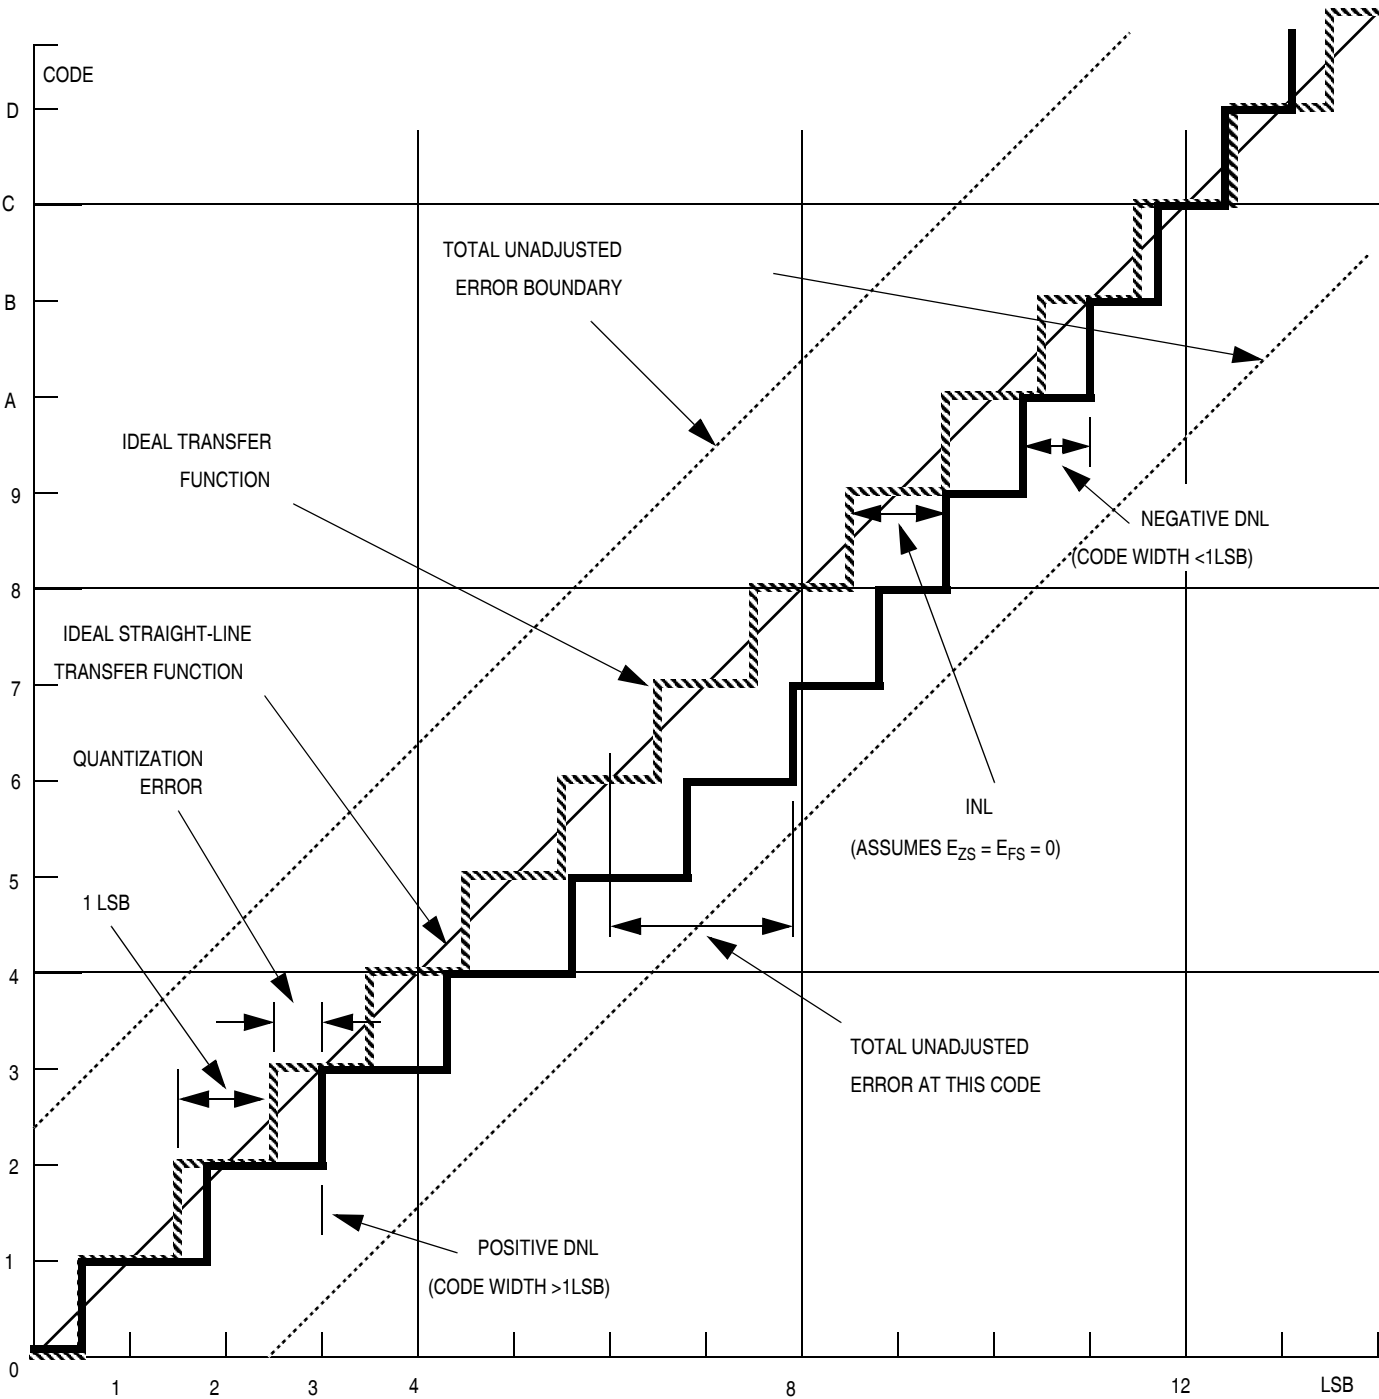 CODE
D
C
TOTAL UNADJUSTED
ERROR BOUNDARY
B
A
IDEAL TRANSFER
FUNCTION
9
NEGATIVE DNL
(CODE WIDTH <1LSB)
8
IDEAL STRAIGHT-LINE
TRANSFER FUNCTION
7
QUANTIZATION
ERROR
6
INL
(ASSUMES EZS = EFS = 0)
5
1 LSB
4
TOTAL UNADJUSTED
ERROR AT THIS CODE
3
2
POSITIVE DNL
(CODE WIDTH >1LSB)
1
0
1 2 3 4 8 12 LSB